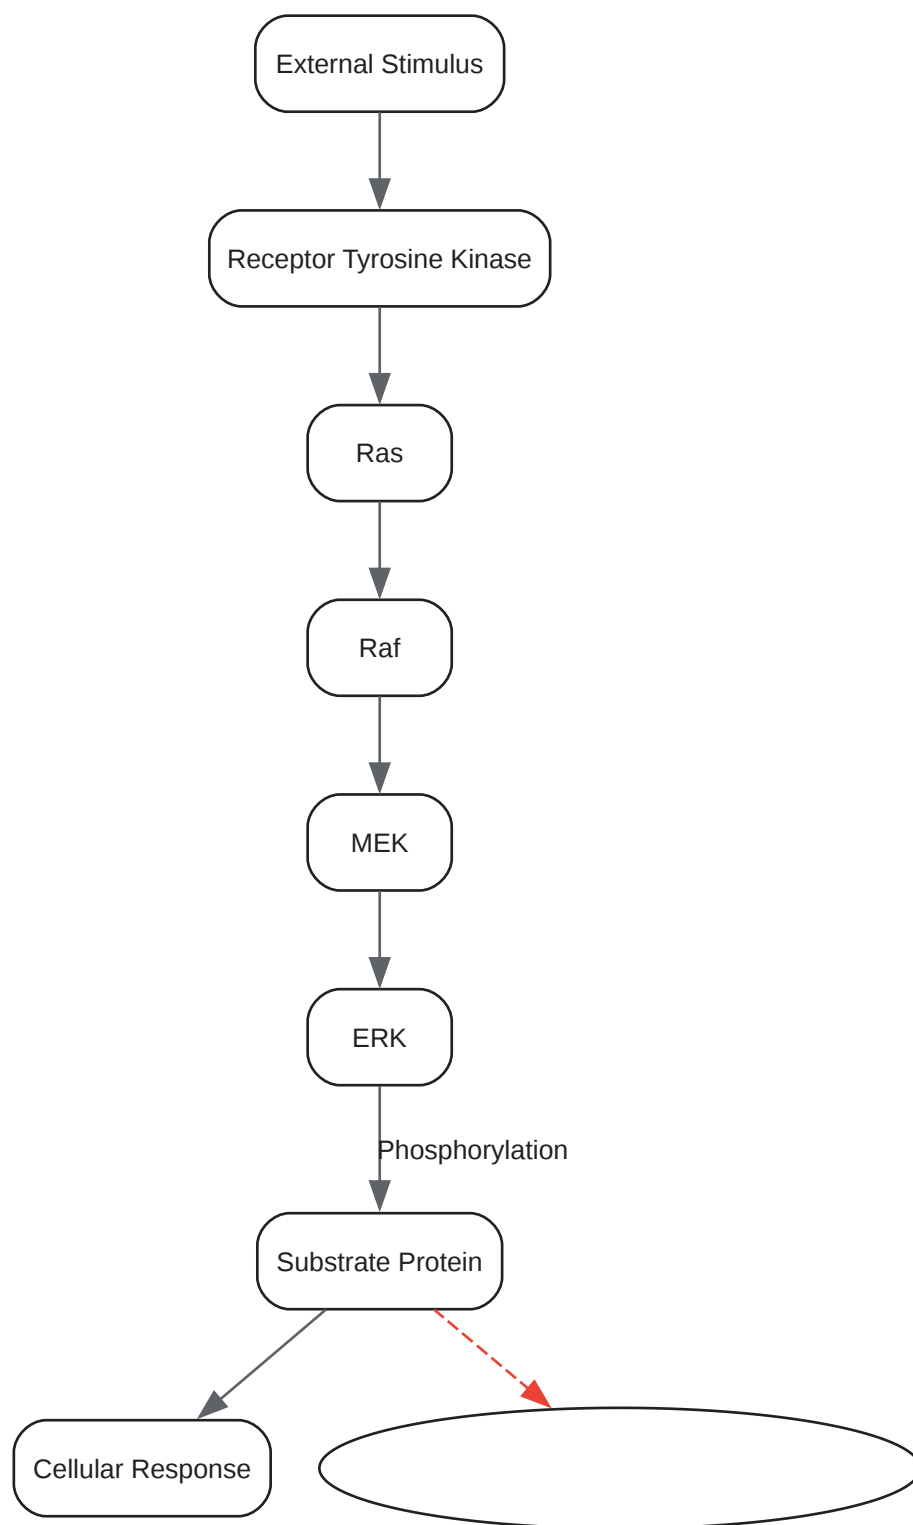 External Stimulus
Receptor Tyrosine Kinase
Ras
Raf
MEK
ERK
Phosphorylation
Substrate Protein
Cellular Response